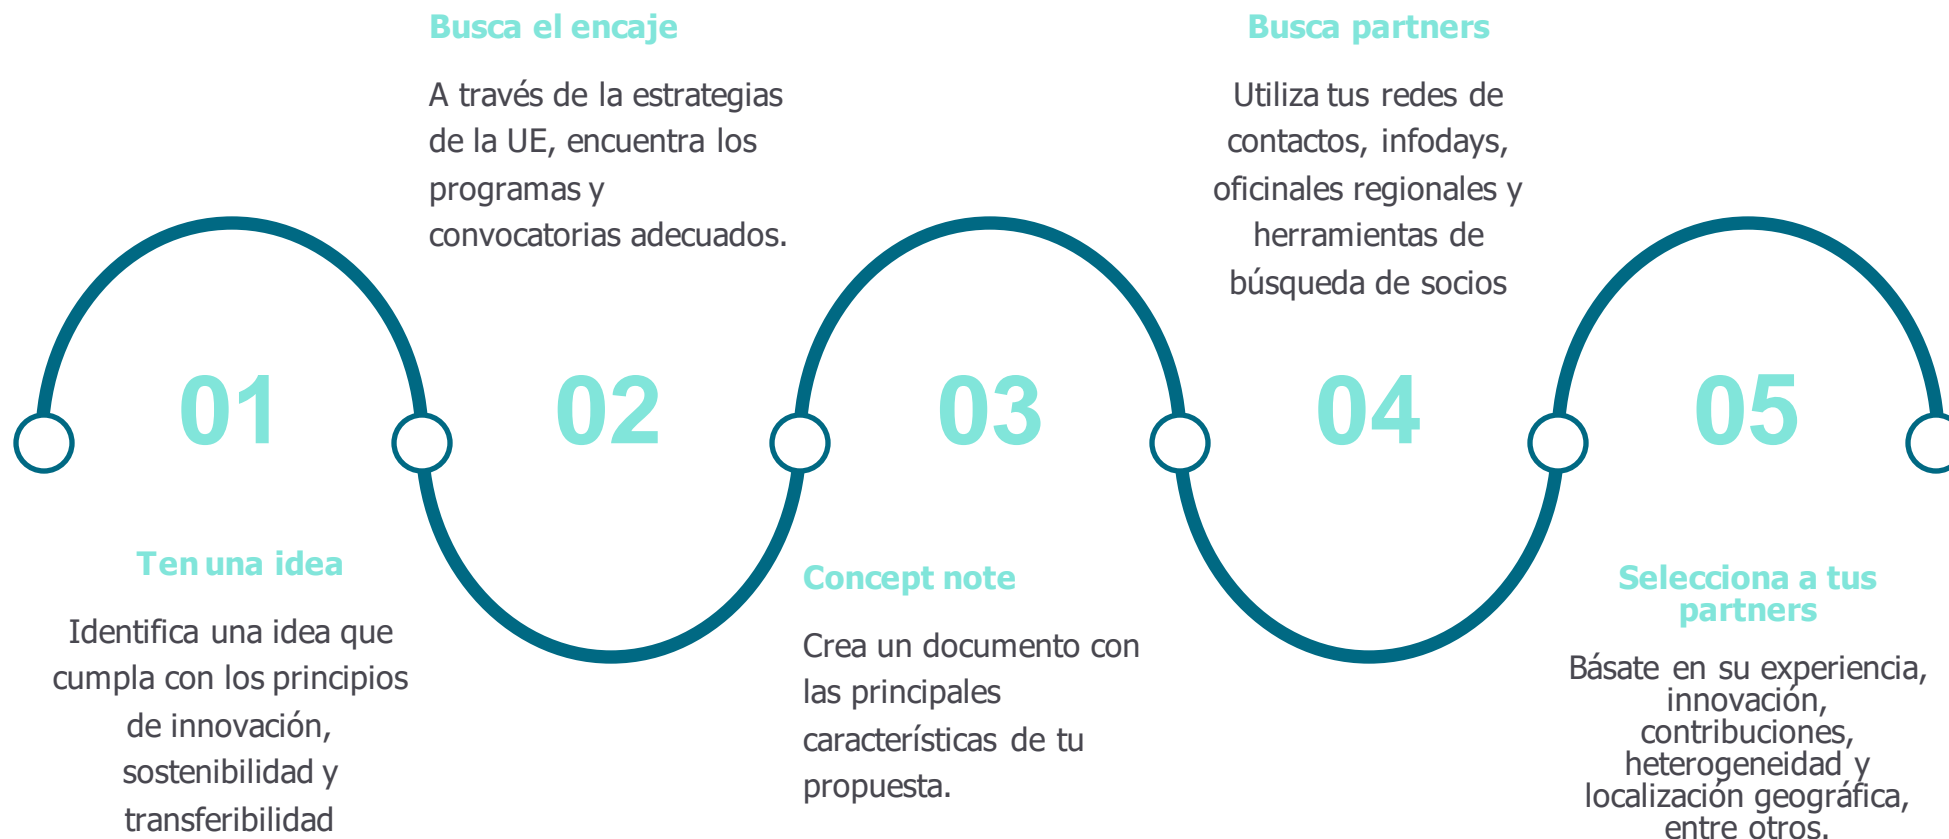 01
Ten una idea
Identifica una idea que
cumpla con los principios
de innovación,
sostenibilidad y
transferibilidad
Busca el encaje
A través de la estrategias
de la UE, encuentra los
programas y
convocatorias adecuados.
02
03
Concept note
Crea un documento con
las principales
características de tu
propuesta.
Busca partners
Utiliza tus redes de
contactos, infodays,
oficinales regionales y
herramientas de
búsqueda de socios
04
05
Selecciona a tus
partners
Básate en su experiencia,
innovación,
contribuciones,
heterogeneidad y
localización geográfica,
entre otros.